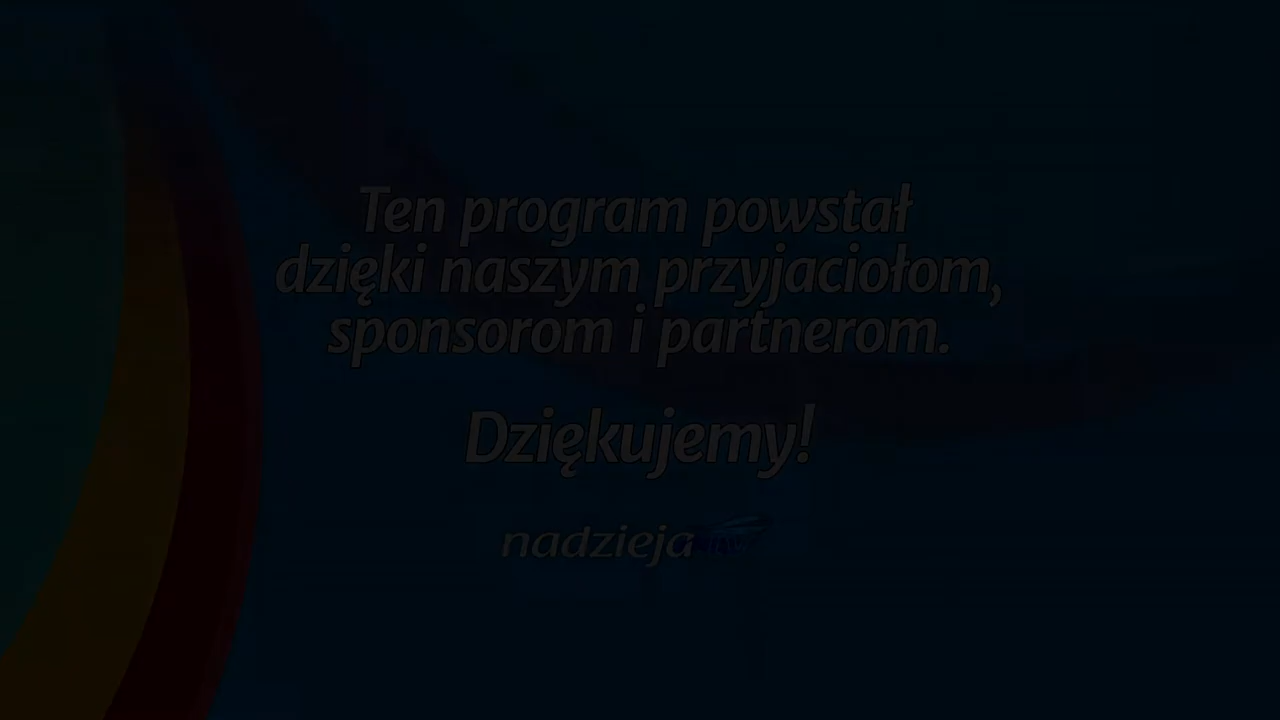 Ten program powstał
dzięki naszym przyjaciołom,
sponsorom i partnerom.
Dziękujemy!
nadzieja